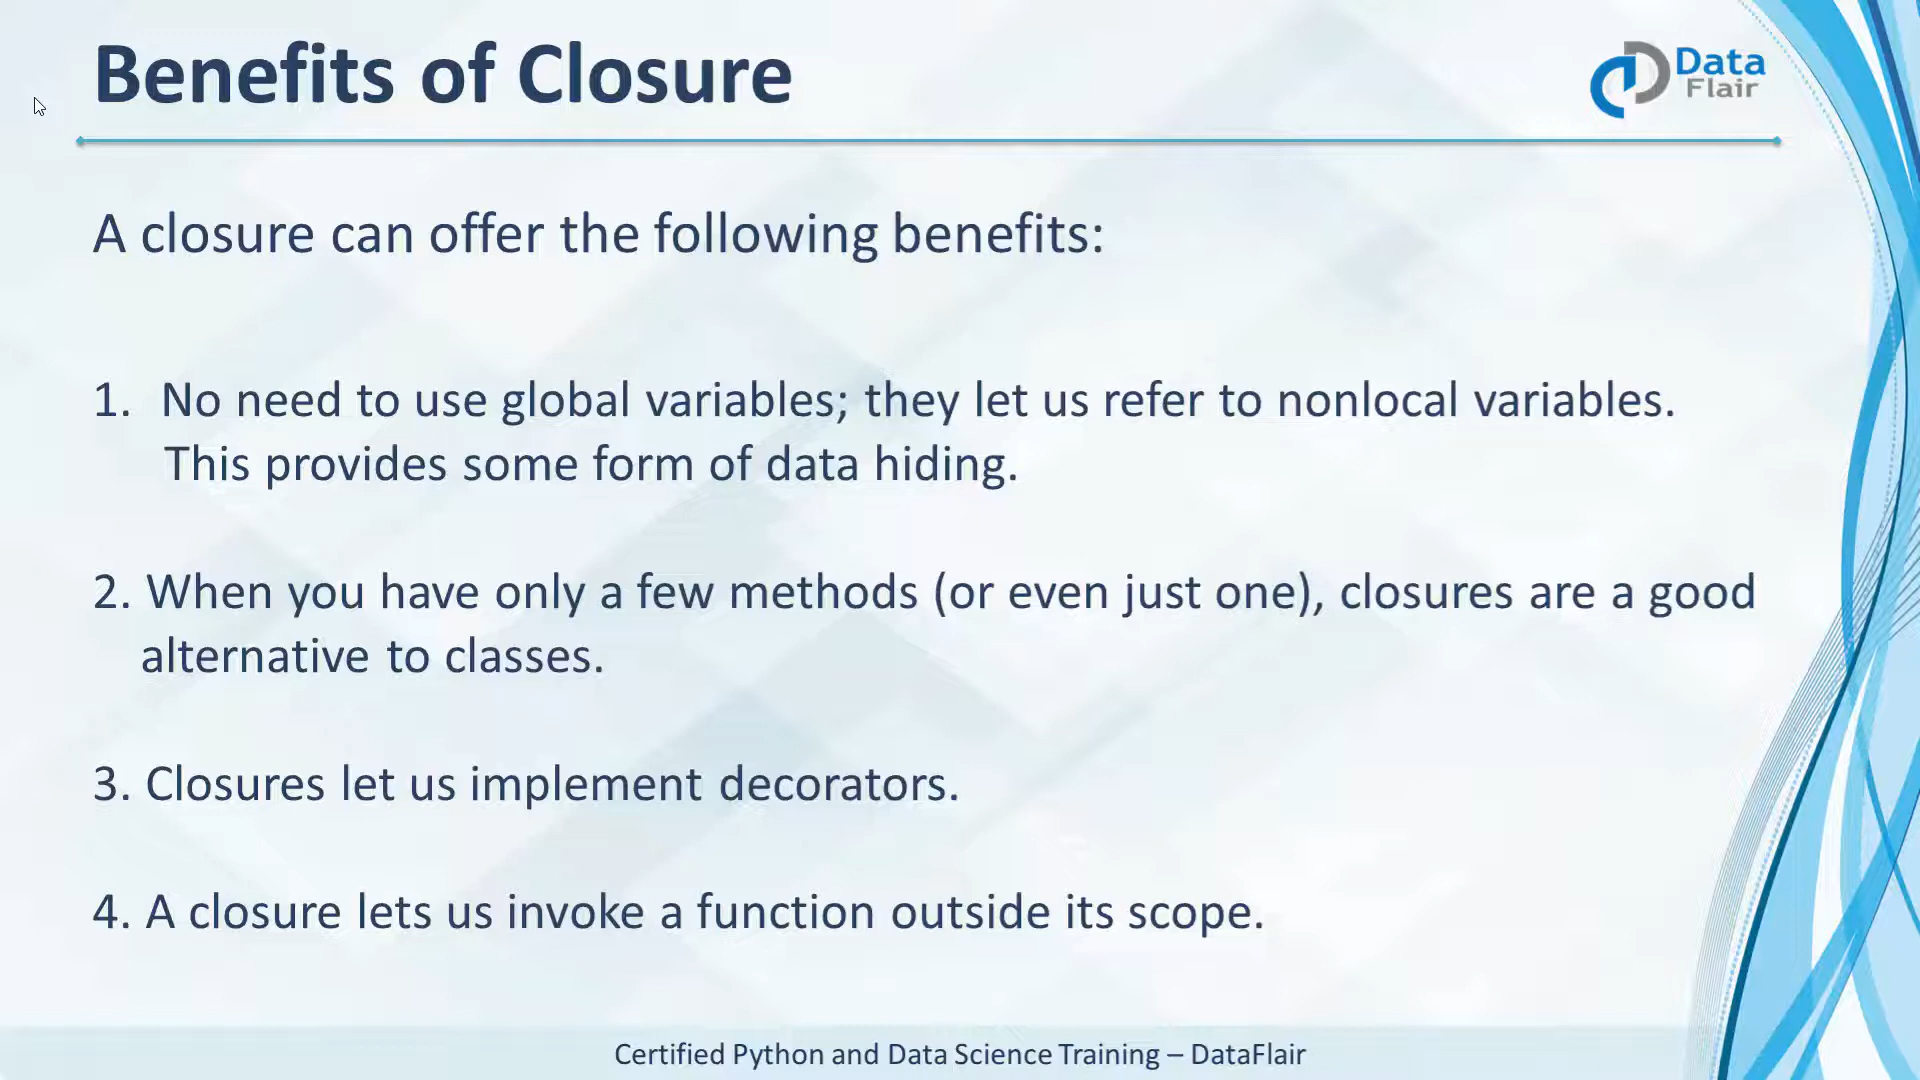 Benefits of Closure
Data
Flair
A closure can offer the following benefits:
1. No need to use global variables; they let us refer to nonlocal variables.
This provides some form of data hiding.
2. When you have only a few methods (or even just one), closures are a good
alternative to classes.
3. Closures let us implement decorators.
4. A closure lets us invoke a function outside its scope.
Certified Python and Data Science Training – DataFlair